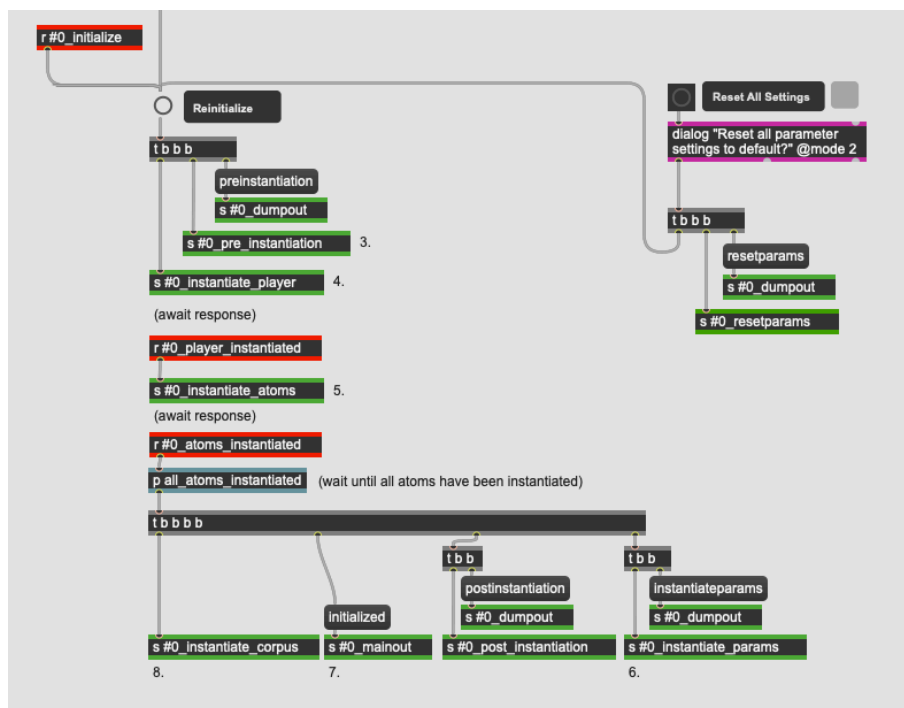 r #0_initialize
Reinitialize
Reset All Settings
dialog "Reset all parameter
settings to default?" @mode 2
t b b b
preinstantiation
s #0_dumpout
s #0_pre_instantiation
3.
s #0_instantiate_player
4.
t b b b
resetparams
s #0_dumpout
s #0_resetparams
(await response)
r #0_player_instantiated
s #0_instantiate_atoms
5.
(await response)
r #0_atoms_instantiated
p all_atoms_instantiated
(wait until all atoms have been instantiated)
t b b b b
t b b
t b b
postinstantiation
instantiateparams
s #0_dumpout
s #0_dumpout
initialized
s #0_instantiate_corpus
s #0_mainout
s #0_post_instantiation
s #0_instantiate_params
8.
7.
6.